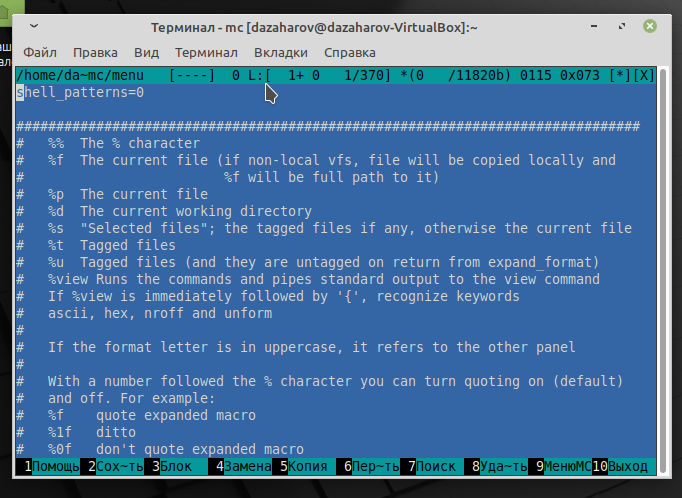 Терминал - mc [dazaharov@dazaharov-VirtualBox]:~
Файл Правка Вид Терминал Вкладки Справка
/home/da~mc/menu [----] 0 L:[ 1+ 0 1/370] *(0 /11820b) 0115 0x073 [*][X]
shell_patterns=0
##############################################################################
# %% The % character
# %f The current file (if non-local vfs, file will be copied locally and
# %f will be full path to it)
# %p The current file
# %d The current working directory
# %s "Selected files"; the tagged files if any, otherwise the current file
# %t Tagged files
# %u Tagged files (and they are untagged on return from expand_format)
# %view Runs the commands and pipes standard output to the view command
# If %view is immediately followed by '{', recognize keywords
# ascii, hex, nroff and unform
#
# If the format letter is in uppercase, it refers to the other panel
#
# With a number followed the % character you can turn quoting on (default)
# and off. For example:
# %f quote expanded macro
# %1f ditto
# %0f don't quote expanded macro
1Помощь 2Сох~ть 3Блок 4Замена 5Копия 6Пер~ть 7Поиск 8Уда~ть 9МенюMC 10Выход